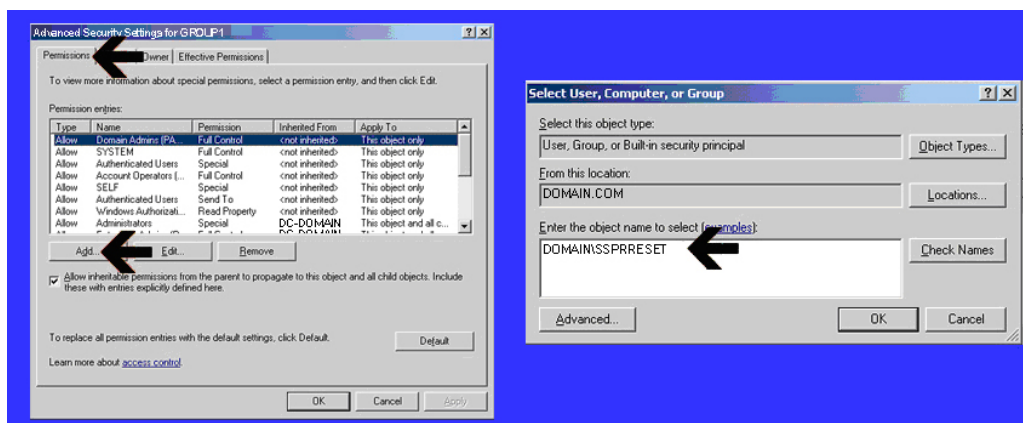 Advanced Security Settings for GROUP1
Permissions Owner Effective Permissions
To view more information about special permissions, select a permission entry, and then click Edit.
Permission entries:
Type Name Permission Inherited From Apply To
Allow Domain Admins (PA... Full Control <not inherited> This object only
Allow SYSTEM Full Control <not inherited> This object only
Allow Authenticated Users Special <not inherited> This object only
Allow Account Operators (... Full Control <not inherited> This object only
Allow SELF Special <not inherited> This object only
Allow Authenticated Users Send To <not inherited> This object only
Allow Windows Authorizati... Read Property <not inherited> This object only
Allow Administrators Special DC-DOMAIN This object and all c...
Add... Edit... Remove
Allow inheritable permissions from the parent to propagate to this object and all child objects. Include
these with entries explicitly defined here.
To replace all permission entries with the default settings, click Default.
Default
Learn more about access control.
OK Cancel Apply
Select User, Computer, or Group
Select this object type:
User, Group, or Built-in security principal
Object Types...
From this location:
DOMAIN.COM
Locations...
Enter the object name to select (examples):
DOMAIN\SSPRRESET
Check Names
Advanced...
OK Cancel